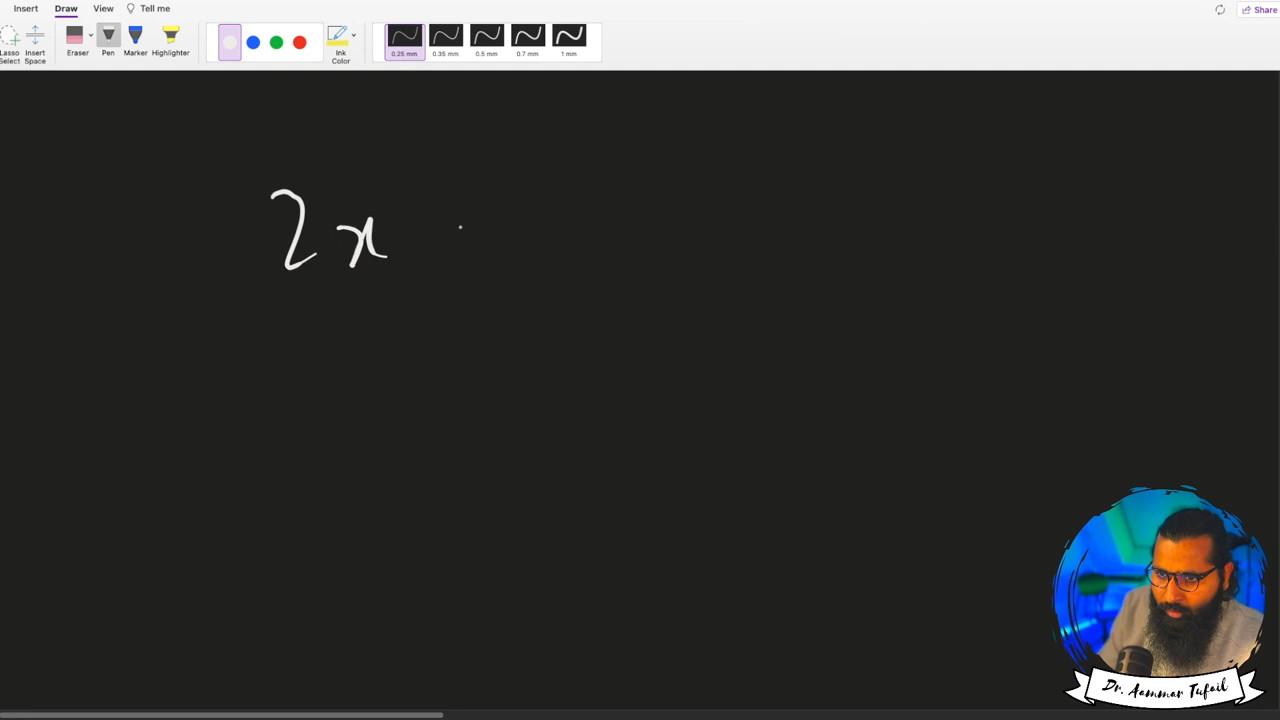 Insert Draw View Tell me Share
Lasso Select Insert Space Eraser Pen Marker Highlighter Ink Color 0.25 mm 0.35 mm 0.5 mm 0.7 mm 1 mm
2x
Dr. Aammar Tufail